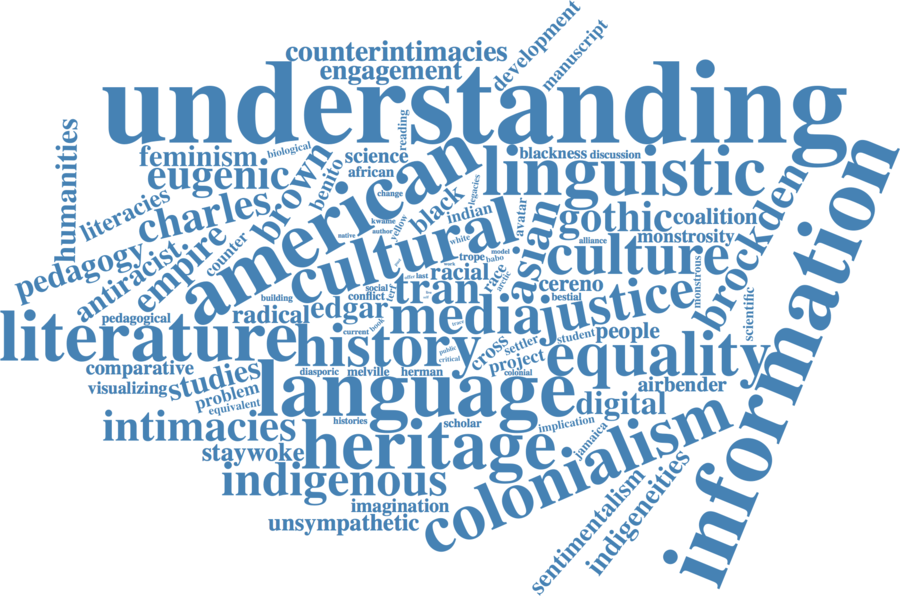 development
manuscript
counterintimacies
engagement
understanding
humanities
reading
biological
feminism
science
blackness
discussion
eugenic
brown
benito
african
american
linguistic
legacies
change
literacies
charles
black
indian
avatar
asian
gothic
coalition
brockden
information
kwame
author
yellow
native
white
cultural
counter
monstrosity
alliance
culture
pedagogy
antiracist
empire
trope
model
babo
work
last
racial
race
arctic
cereno
monstrous
social
conflict
terf
tran
bestial
building
edgar
radical
pedagogical
media
justice
scientific
literature
history
current
book
cross
settler
student
people
public
critical
project
colonial
equality
comparative
visualizing
studies
diasporic
melville
herman
problem
equivalent
language
airbender
digital
intimacies
histories
scholar
implication
jamaica
staywoke
heritage
colonialism
indigenous
imagination
unsympathetic
sentimentalism
indigeneities